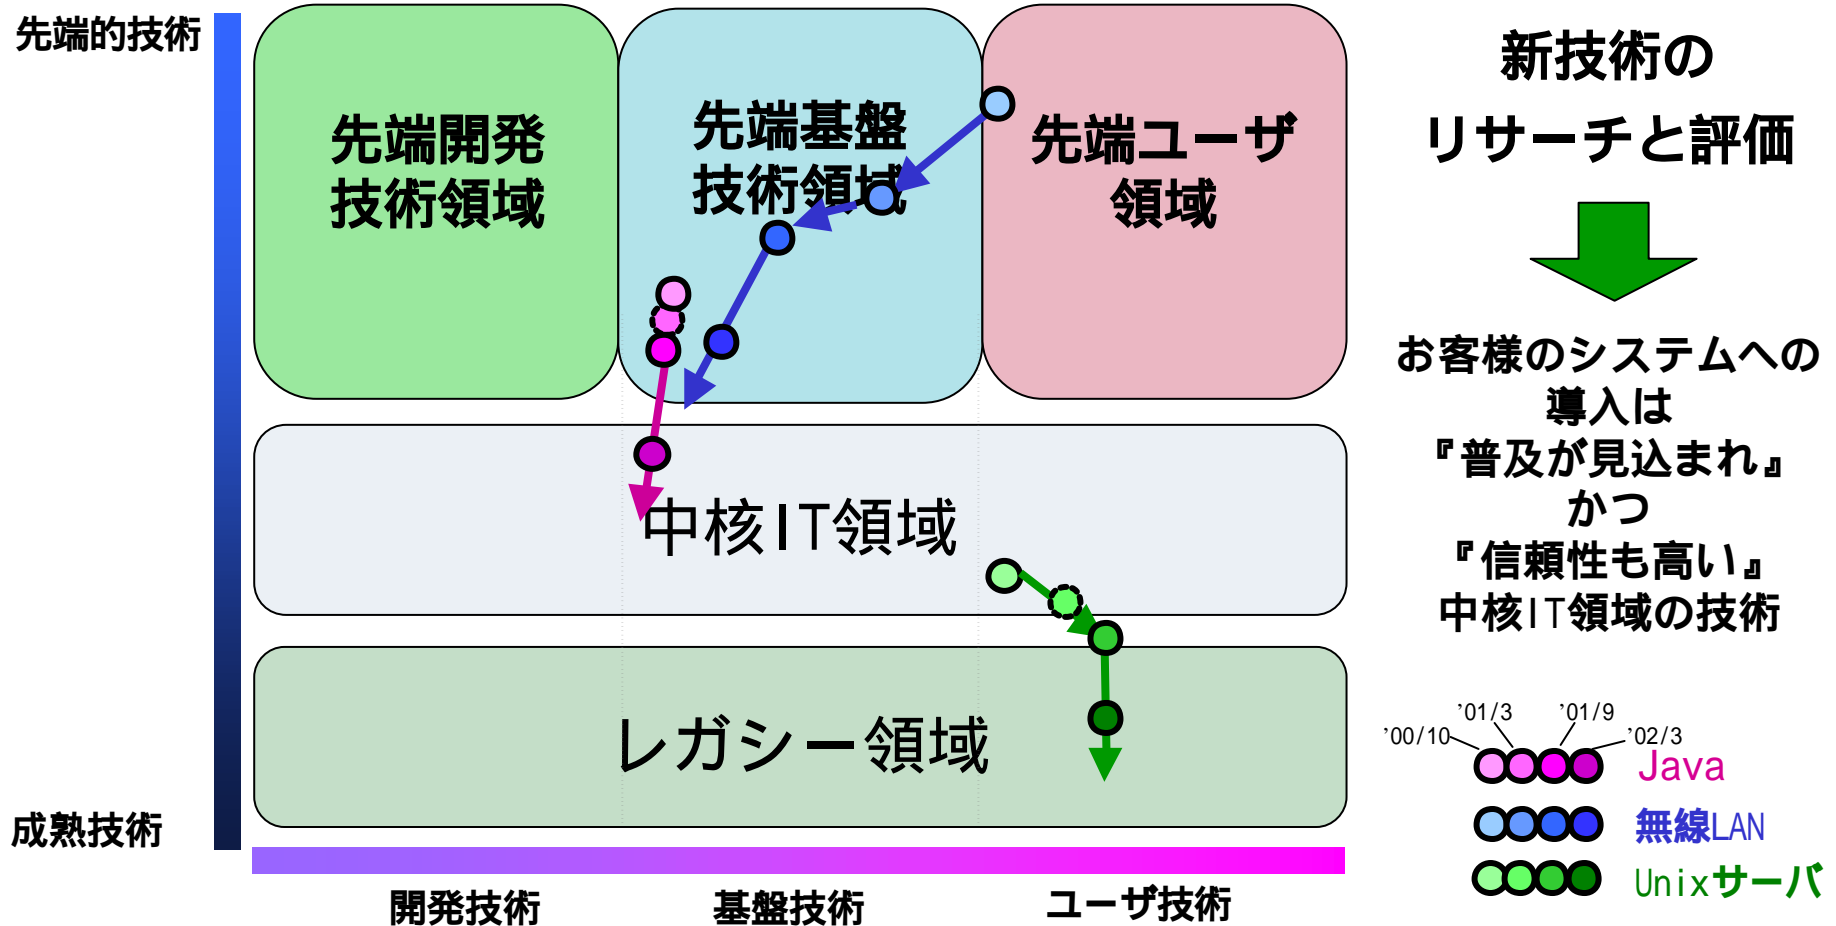 先端的技術
先端開発
技術領域
先端基盤
技術領域
先端ユーザ
領域
中核IT領域
レガシー領域
成熟技術
開発技術
基盤技術
ユーザ技術
新技術の
リサーチと評価
お客様のシステムへの
導入は
『普及が見込まれ』
かつ
『信頼性も高い』
中核IT領域の技術
'00/10
'01/3
'01/9
'02/3
Java
無線LAN
Unixサーバ